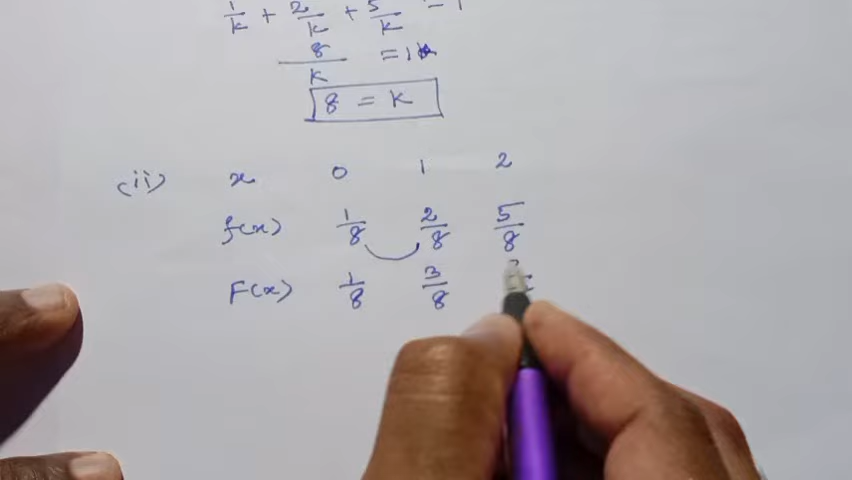 1/k + 2/k + 5/k = 1
8/k = 1
8 = k
(ii) x 0 1 2
f(x) 1/8 2/8 5/8
F(x) 1/8 3/8